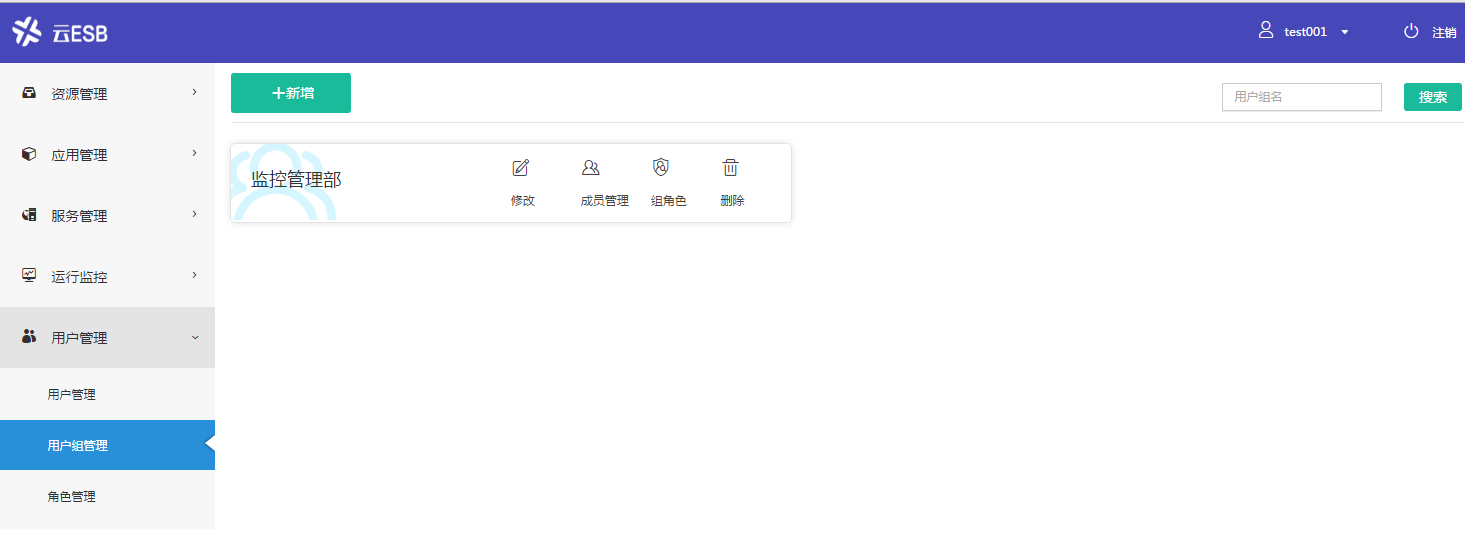 云ESB
test001
注销
资源管理
应用管理
服务管理
运行监控
用户管理
用户管理
用户组管理
角色管理
+新增
用户组名
搜索
监控管理部
修改
成员管理
组角色
删除